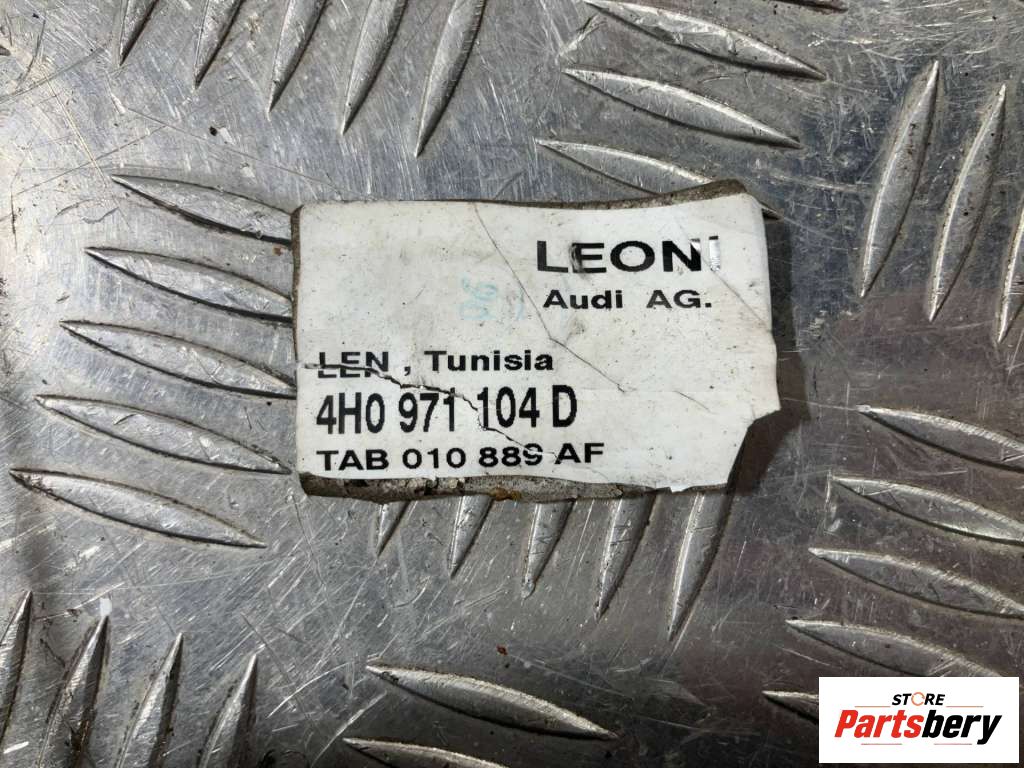 LEONI
Audi AG.
LEN , Tunisia
4H0 971 104 D
TAB 010 889 AF
STORE
Partsbery